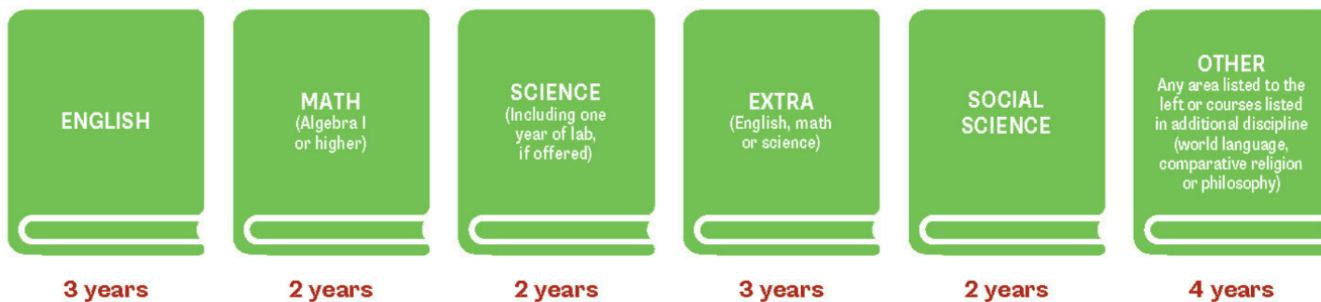 ENGLISH
3 years
MATH
(Algebra I
or higher)
2 years
SCIENCE
(Including one
year of lab,
if offered)
2 years
EXTRA
(English, math
or science)
3 years
SOCIAL
SCIENCE
2 years
OTHER
Any area listed to the
left or courses listed
in additional discipline
(world language,
comparative religion
or philosophy)
4 years